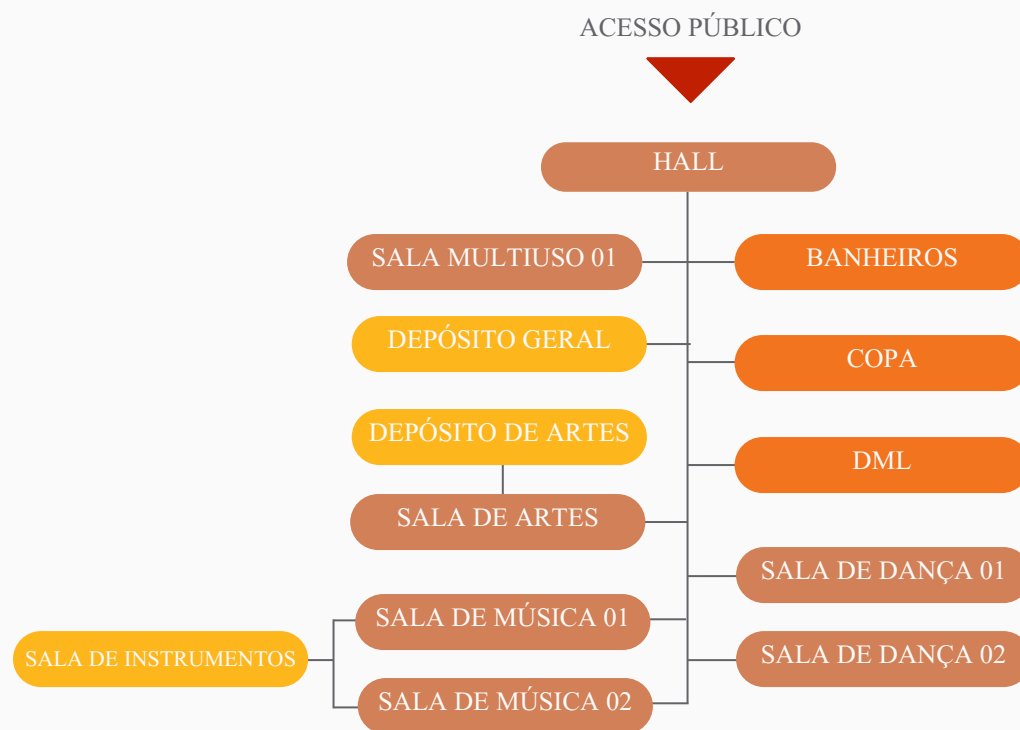 ACESSO PÚBLICO
HALL
SALA MULTIUSO 01
BANHEIROS
DEPÓSITO GERAL
COPA
DEPÓSITO DE ARTES
DML
SALA DE ARTES
SALA DE DANÇA 01
SALA DE MÚSICA 01
SALA DE INSTRUMENTOS
SALA DE DANÇA 02
SALA DE MÚSICA 02